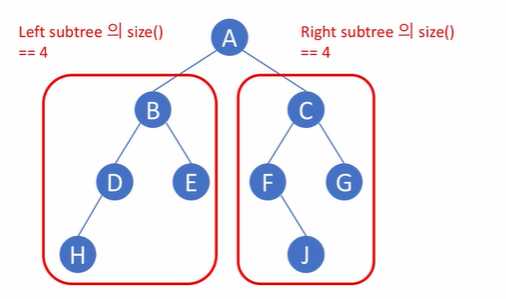 Left subtree 의 size()
== 4
Right subtree 의 size()
== 4
A
B
C
D
E
F
G
H
J